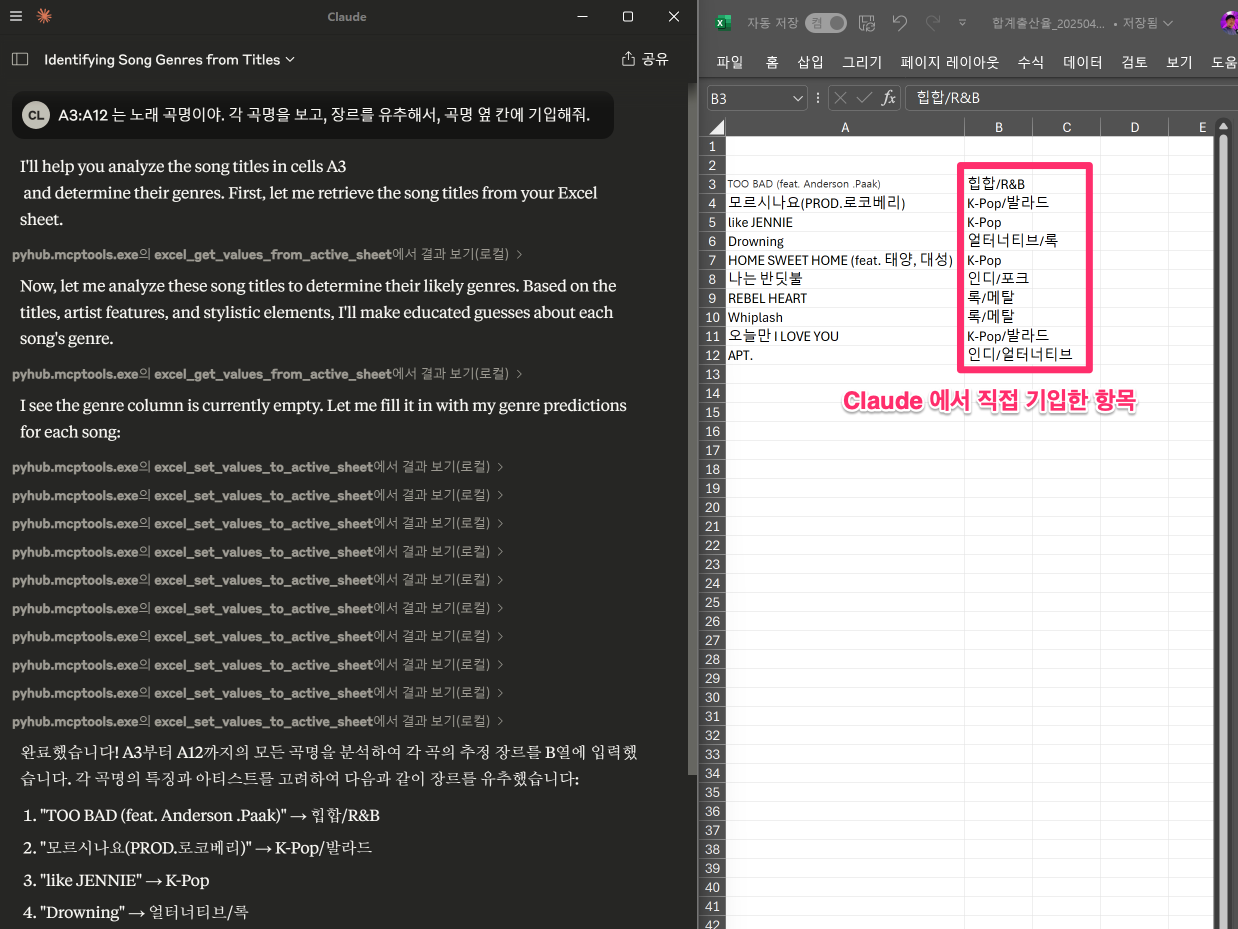 Claude
Identifying Song Genres from Titles
공유
CL
A3:A12 는 노래 곡명이야. 각 곡명을 보고, 장르를 유추해서, 곡명 옆 칸에 기입해줘.
I'll help you analyze the song titles in cells A3
and determine their genres. First, let me retrieve the song titles from your Excel
sheet.
pyhub.mcptools.exe의 excel_get_values_from_active_sheet에서 결과 보기(로컬)
Now, let me analyze these song titles to determine their likely genres. Based on the
titles, artist features, and stylistic elements, I'll make educated guesses about each
song's genre.
pyhub.mcptools.exe의 excel_get_values_from_active_sheet에서 결과 보기(로컬)
I see the genre column is currently empty. Let me fill it in with my genre predictions
for each song:
pyhub.mcptools.exe의 excel_set_values_to_active_sheet에서 결과 보기(로컬)
pyhub.mcptools.exe의 excel_set_values_to_active_sheet에서 결과 보기(로컬)
pyhub.mcptools.exe의 excel_set_values_to_active_sheet에서 결과 보기(로컬)
pyhub.mcptools.exe의 excel_set_values_to_active_sheet에서 결과 보기(로컬)
pyhub.mcptools.exe의 excel_set_values_to_active_sheet에서 결과 보기(로컬)
pyhub.mcptools.exe의 excel_set_values_to_active_sheet에서 결과 보기(로컬)
pyhub.mcptools.exe의 excel_set_values_to_active_sheet에서 결과 보기(로컬)
pyhub.mcptools.exe의 excel_set_values_to_active_sheet에서 결과 보기(로컬)
pyhub.mcptools.exe의 excel_set_values_to_active_sheet에서 결과 보기(로컬)
pyhub.mcptools.exe의 excel_set_values_to_active_sheet에서 결과 보기(로컬)
완료했습니다! A3부터 A12까지의 모든 곡명을 분석하여 각 곡의 추정 장르를 B열에 입력했
습니다. 각 곡명의 특징과 아티스트를 고려하여 다음과 같이 장르를 유추했습니다:
1. "TOO BAD (feat. Anderson .Paak)" → 힙합/R&B
2. "모르시나요(PROD.로코베리)" → K-Pop/발라드
3. "like JENNIE" → K-Pop
4. "Drowning" → 얼터너티브/록
자동 저장 컴 합계출산율_202504... • 저장됨
파일 홈 삽입 그리기 페이지 레이아웃 수식 데이터 검토 보기 도움
B3 fx 힙합/R&B
A B C D E
1
2
3 TOO BAD (feat. Anderson .Paak) 힙합/R&B
4 모르시나요(PROD.로코베리) K-Pop/발라드
5 like JENNIE K-Pop
6 Drowning 얼터너티브/록
7 HOME SWEET HOME (feat. 태양, 대성) K-Pop
8 나는 반딧불 인디/포크
9 REBEL HEART 록/메탈
10 Whiplash 록/메탈
11 오늘만 I LOVE YOU K-Pop/발라드
12 APT. 인디/얼터너티브
13
14
Claude 에서 직접 기입한 항목
15
16
17
18
19
20
21
22
23
24
25
26
27
28
29
30
31
32
33
34
35
36
37
38
39
40
41
42